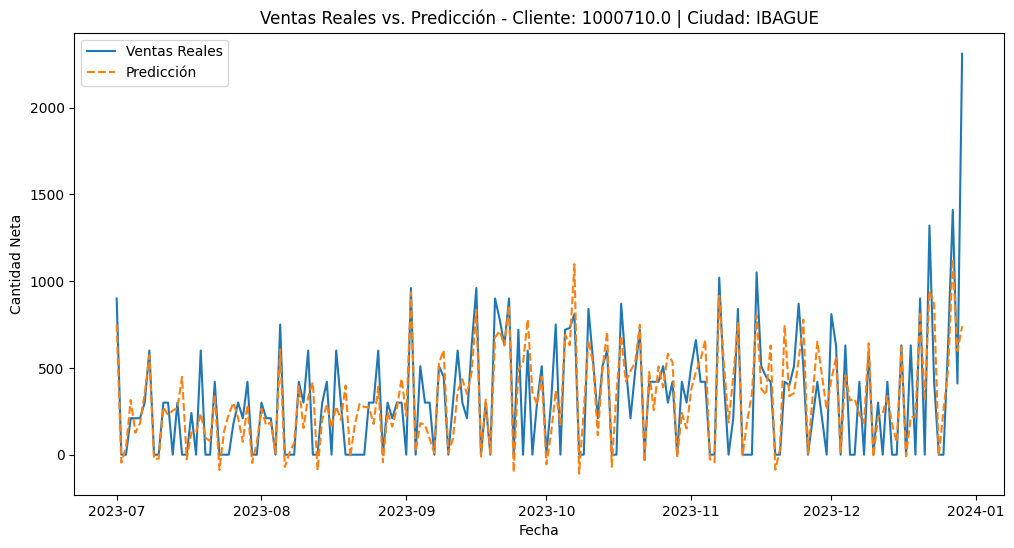 Ventas Reales vs. Predicción - Cliente: 1000710.0 | Ciudad: IBAGUE
Ventas Reales
Predicción
Cantidad Neta
2000
1500
1000
500
0
2023-07
2023-08
2023-09
2023-10
2023-11
2023-12
2024-01
Fecha